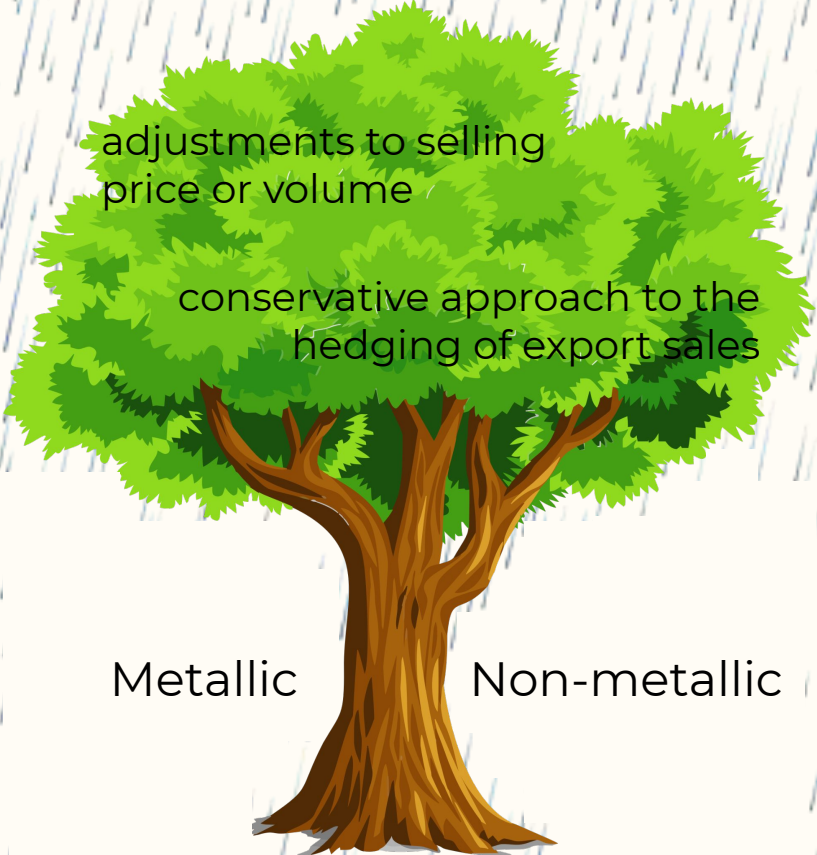 adjustments to selling
price or volume
conservative approach to the
hedging of export sales
Metallic
Non-metallic